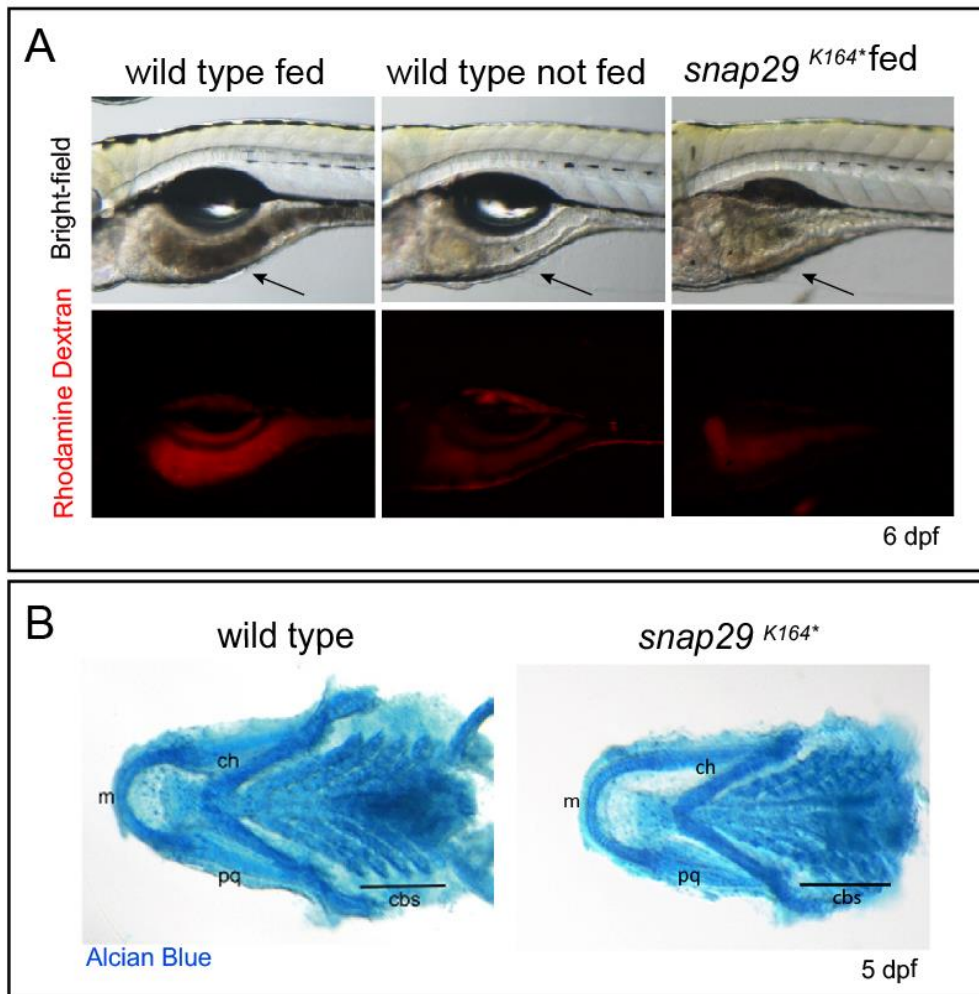 A
wild type fed
wild type not fed
snap29 K164* fed
Bright-field
Rhodamine Dextran
6 dpf
B
wild type
snap29 K164*
m
ch
pq
cbs
m
ch
pq
cbs
Alcian Blue
5 dpf